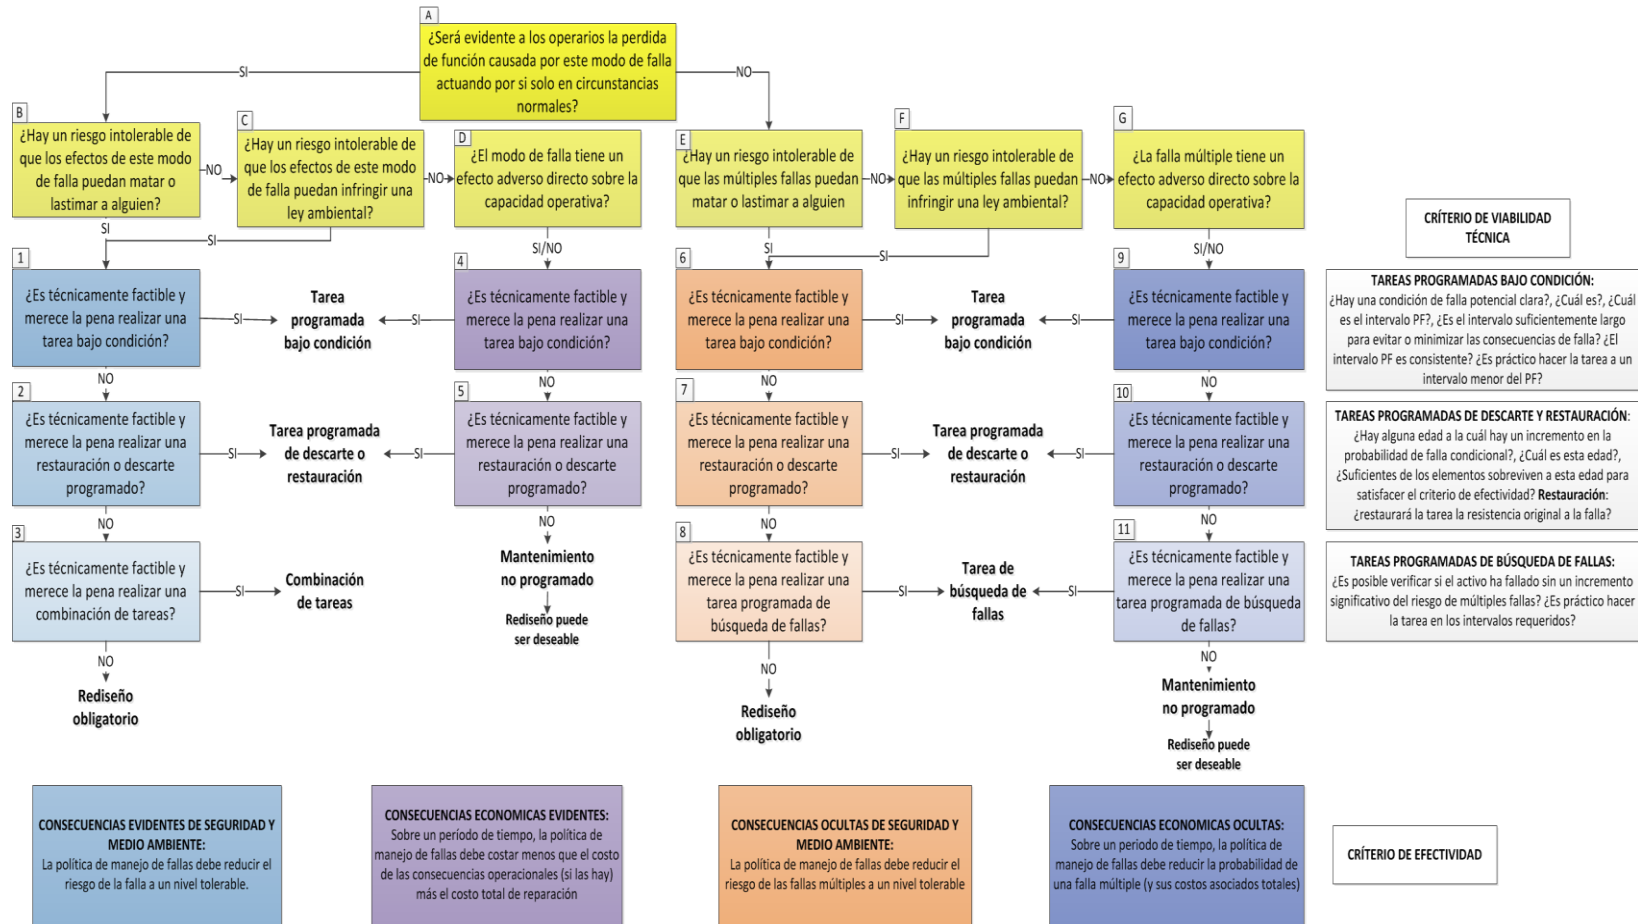 A
¿Será evidente a los operarios la perdida
de función causada por este modo de falla
actuando por si solo en circunstancias
normales?
SI
NO
B
¿Hay un riesgo intolerable de
que los efectos de este modo
de falla puedan matar o
lastimar a alguien?
NO
C
¿Hay un riesgo intolerable de
que los efectos de este modo
de falla puedan infringir una
ley ambiental?
NO
D
¿El modo de falla tiene un
efecto adverso directo sobre la
capacidad operativa?
E
¿Hay un riesgo intolerable de
que las múltiples fallas puedan
matar o lastimar a alguien
NO
F
¿Hay un riesgo intolerable de
que las múltiples fallas puedan
infringir una ley ambiental?
NO
G
¿La falla múltiple tiene un
efecto adverso directo sobre la
capacidad operativa?
SI
SI
SI/NO
SI
SI
SI/NO
CRÍTERIO DE VIABILIDAD
TÉCNICA
1
¿Es técnicamente factible y
merece la pena realizar una
tarea bajo condición?
SI
Tarea
programada
bajo condición
SI
4
¿Es técnicamente factible y
merece la pena realizar una
tarea bajo condición?
6
¿Es técnicamente factible y
merece la pena realizar una
tarea bajo condición?
SI
Tarea
programada
bajo condición
SI
9
¿Es técnicamente factible y
merece la pena realizar una
tarea bajo condición?
TAREAS PROGRAMADAS BAJO CONDICIÓN:
¿Hay una condición de falla potencial clara?, ¿Cuál es?, ¿Cuál
es el intervalo PF?, ¿Es el intervalo suficientemente largo
para evitar o minimizar las consecuencias de falla? ¿El
intervalo PF es consistente? ¿Es práctico hacer la tarea a un
intervalo menor del PF?
NO
NO
NO
NO
2
¿Es técnicamente factible y
merece la pena realizar una
restauración o descarte
programado?
SI
Tarea programada
de descarte o
restauración
SI
5
¿Es técnicamente factible y
merece la pena realizar una
restauración o descarte
programado?
7
¿Es técnicamente factible y
merece la pena realizar una
restauración o descarte
programado?
SI
Tarea programada
de descarte o
restauración
SI
10
¿Es técnicamente factible y
merece la pena realizar una
restauración o descarte
programado?
TAREAS PROGRAMADAS DE DESCARTE Y RESTAURACIÓN:
¿Hay alguna edad a la cuál hay un incremento en la
probabilidad de falla condicional?, ¿Cuál es esta edad?,
¿Suficientes de los elementos sobreviven a esta edad para
satisfacer el criterio de efectividad? Restauración:
¿restaurará la tarea la resistencia original a la falla?
NO
NO
NO
NO
3
¿Es técnicamente factible y
merece la pena realizar una
combinación de tareas?
SI
Combinación
de tareas
Mantenimiento
no programado
Rediseño puede
ser deseable
8
¿Es técnicamente factible y
merece la pena realizar una
tarea programada de
búsqueda de fallas?
SI
Tarea de
búsqueda de
fallas
SI
11
¿Es técnicamente factible y
merece la pena realizar una
tarea programada de búsqueda
de fallas?
TAREAS PROGRAMADAS DE BÚSQUEDA DE FALLAS:
¿Es posible verificar si el activo ha fallado sin un incremento
significativo del riesgo de múltiples fallas? ¿Es práctico hacer
la tarea en los intervalos requeridos?
NO
Rediseño
obligatorio
NO
Rediseño
obligatorio
NO
Mantenimiento
no programado
Rediseño puede
ser deseable
CONSECUENCIAS EVIDENTES DE SEGURIDAD Y
MEDIO AMBIENTE:
La política de manejo de fallas debe reducir el
riesgo de la falla a un nivel tolerable.
CONSECUENCIAS ECONOMICAS EVIDENTES:
Sobre un período de tiempo, la política de
manejo de fallas debe costar menos que el costo
de las consecuencias operacionales (si las hay)
más el costo total de reparación
CONSECUENCIAS OCULTAS DE SEGURIDAD Y
MEDIO AMBIENTE:
La política de manejo de fallas debe reducir el
riesgo de las fallas múltiples a un nivel tolerable
CONSECUENCIAS ECONOMICAS OCULTAS:
Sobre un periodo de tiempo, la política de
manejo de fallas debe reducir la probabilidad de
una falla múltiple (y sus costos asociados totales)
CRÍTERIO DE EFECTIVIDAD